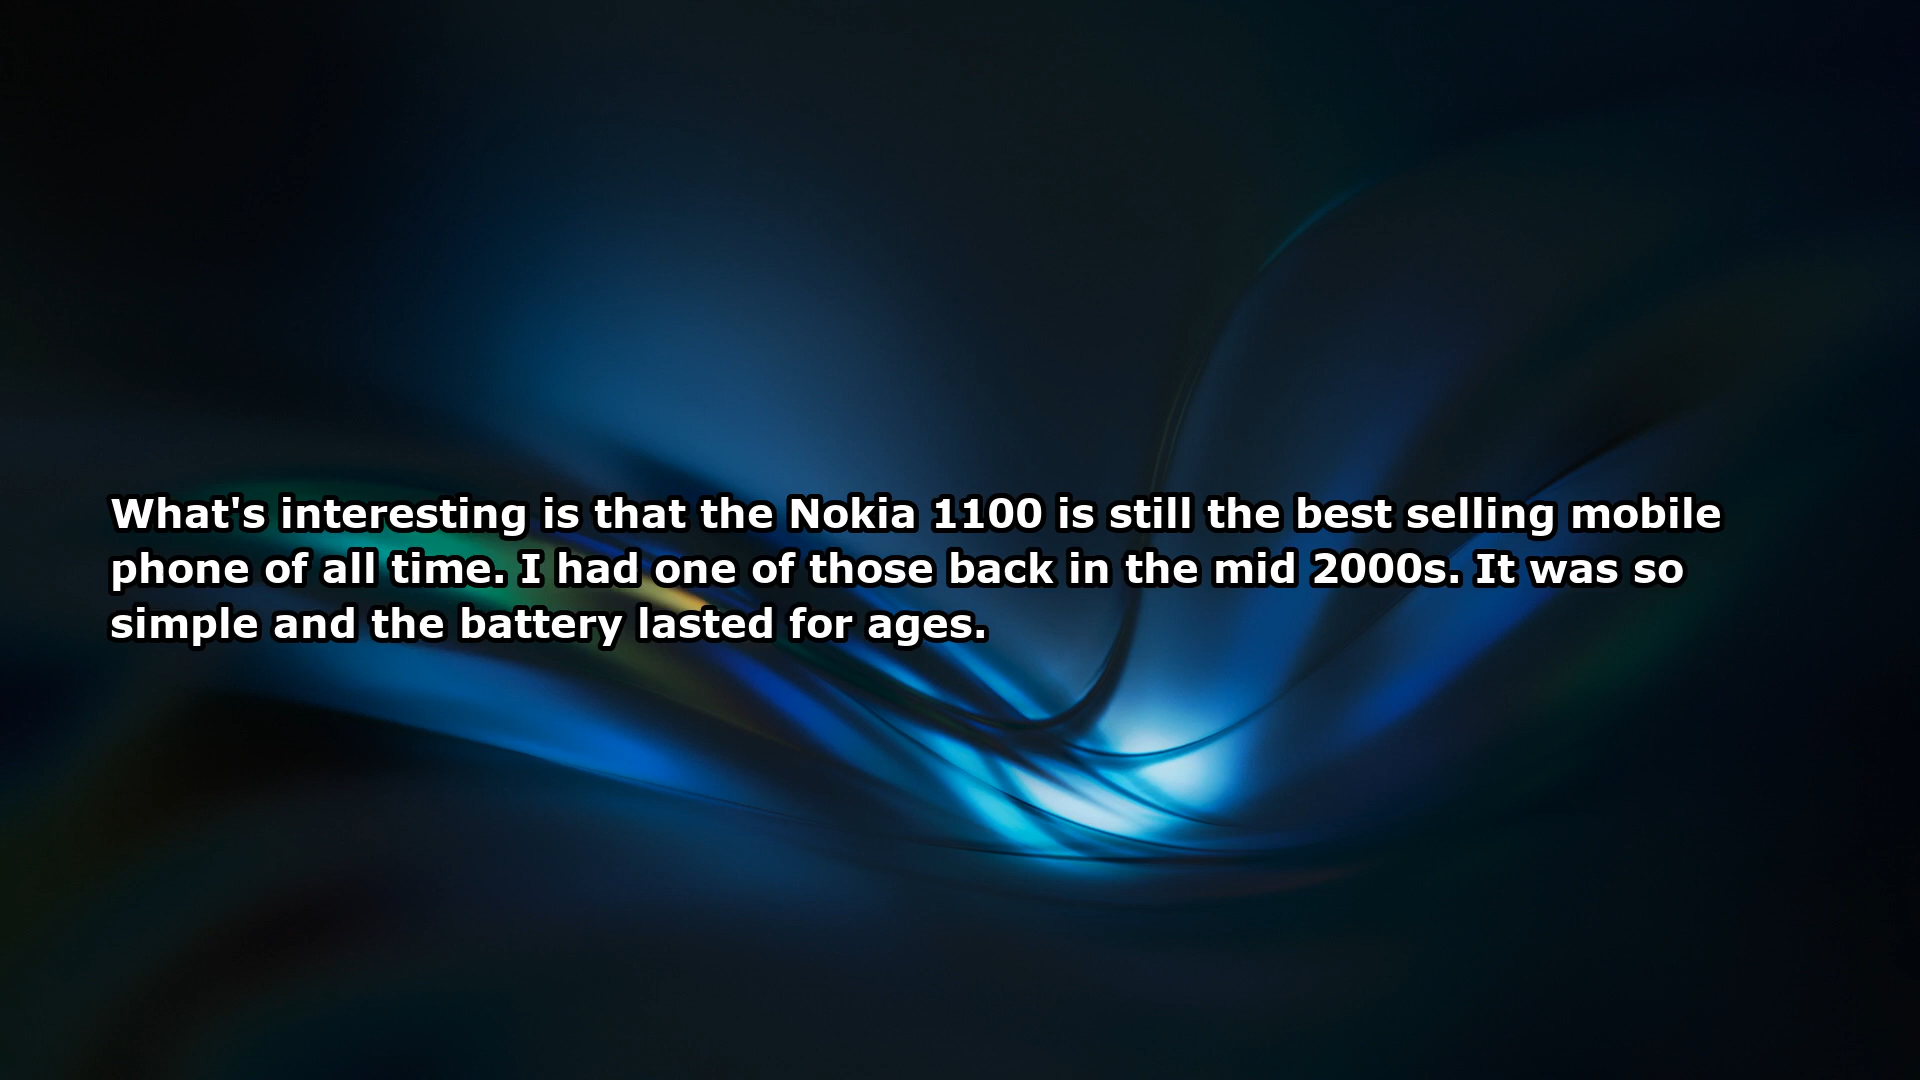 What's interesting is that the Nokia 1100 is still the best selling mobile
phone of all time. I had one of those back in the mid 2000s. It was so
simple and the battery lasted for ages.